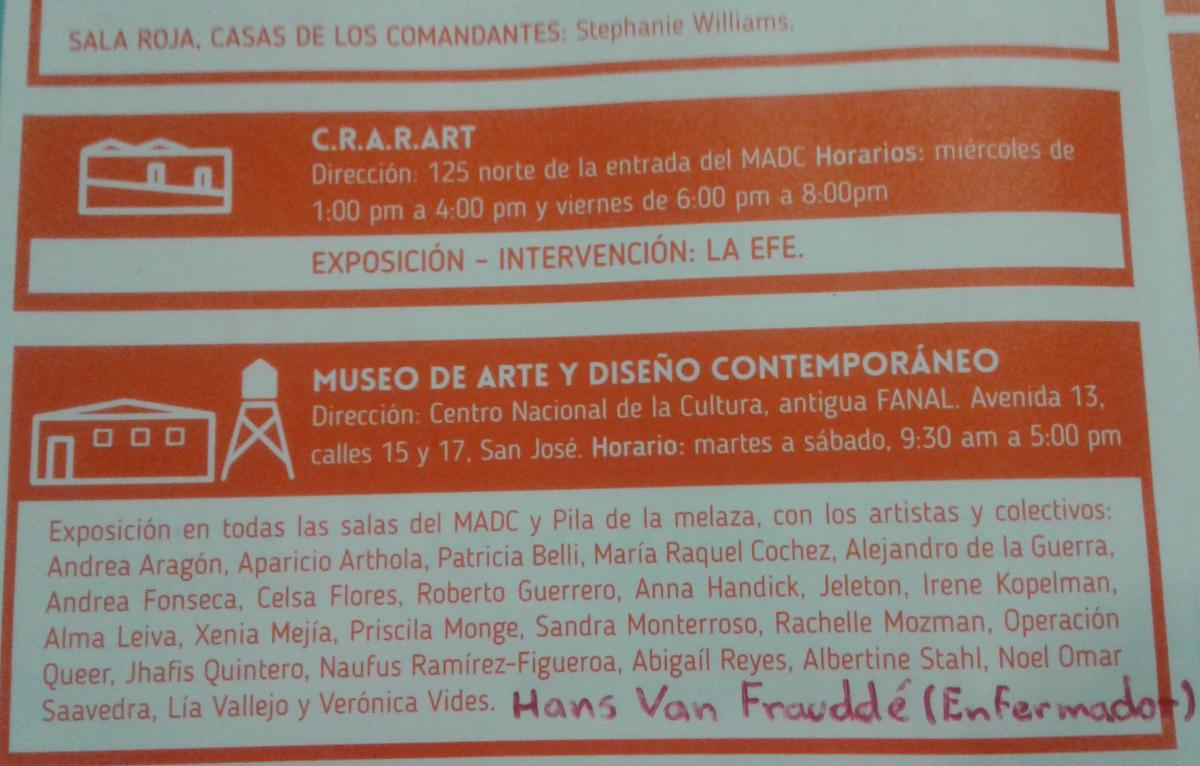 SALA ROJA, CASAS DE LOS COMANDANTES: Stephanie Williams.
C.R.A.R.ART
Dirección: 125 norte de la entrada del MADC Horarios: miércoles de
1:00 pm a 4:00 pm y viernes de 6:00 pm a 8:00pm
EXPOSICIÓN - INTERVENCIÓN: LA EFE.
MUSEO DE ARTE Y DISEÑO CONTEMPORÁNEO
Dirección: Centro Nacional de la Cultura, antigua FANAL. Avenida 13,
calles 15 y 17, San José. Horario: martes a sábado, 9:30 am a 5:00 pm
Exposición en todas las salas del MADC y Pila de la melaza, con los artistas y colectivos:
Andrea Aragón, Aparicio Arthola, Patricia Belli, María Raquel Cochez, Alejandro de la Guerra,
Andrea Fonseca, Celsa Flores, Roberto Guerrero, Anna Handick, Jeleton, Irene Kopelman,
Alma Leiva, Xenia Mejía, Priscila Monge, Sandra Monterroso, Rachelle Mozman, Operación
Queer, Jhafis Quintero, Naufus Ramírez-Figueroa, Abigaíl Reyes, Albertine Stahl, Noel Omar
Saavedra, Lía Vallejo y Verónica Vides. Hans Van Frauddé (Enfermador)